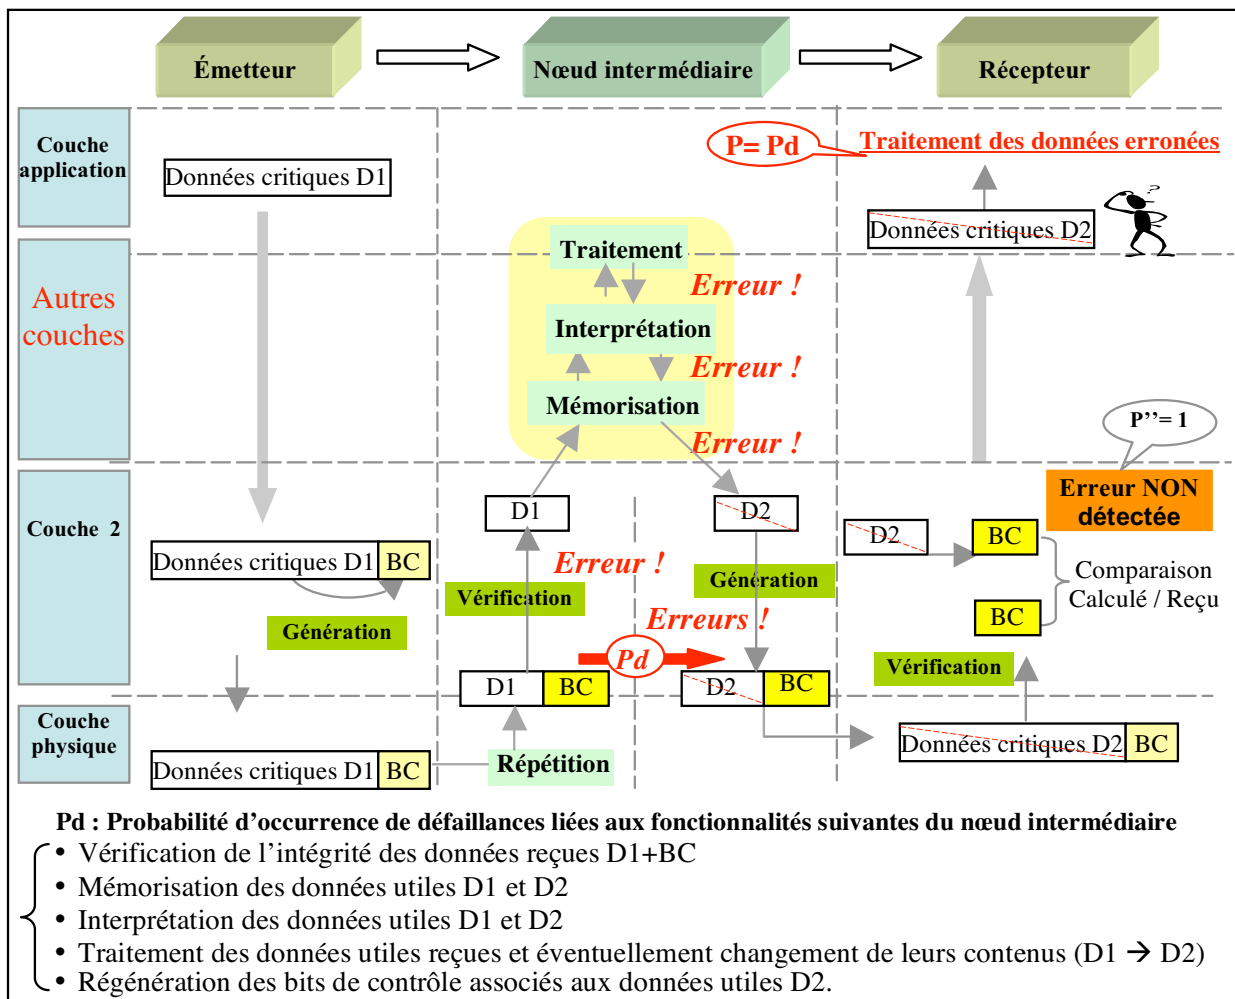 Émetteur
Nœud intermédiaire
Récepteur
Couche
application
Données critiques D1
P= Pd
Traitement des données erronées
?
Données critiques D2
Autres
couches
Traitement
Erreur !
Interprétation
Erreur !
Mémorisation
Erreur !
P’’= 1
Erreur NON
détectée
Couche 2
D1
D2
D2
BC
Données critiques D1
BC
Erreur !
Vérification
Génération
Comparaison
Calculé / Reçu
BC
Génération
Erreurs !
Pd
Vérification
D1
BC
D2
BC
Couche
physique
Données critiques D1
BC
Répétition
Données critiques D2
BC
Pd : Probabilité d’occurrence de défaillances liées aux fonctionnalités suivantes du nœud intermédiaire
• Vérification de l’intégrité des données reçues D1+BC
• Mémorisation des données utiles D1 et D2
• Interprétation des données utiles D1 et D2
• Traitement des données utiles reçues et éventuellement changement de leurs contenus (D1 → D2)
• Régénération des bits de contrôle associés aux données utiles D2.